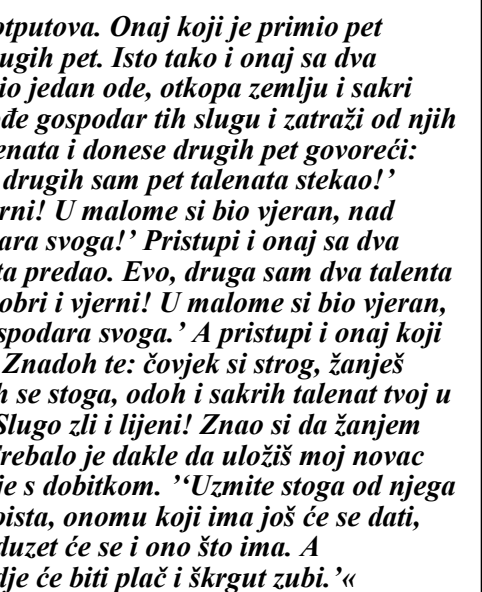 otputova. Onaj koji je primio pet
ugih pet. Isto tako i onaj sa dva
io jedan ode, otkopa zemlju i sakri
ođe gospodar tih slugu i zatraži od njih
enata i donese drugih pet govoreći:
drugih sam pet talenata stekao!’
rni! U malome si bio vjeran, nad
dara svoga!’ Pristupi i onaj sa dva
ta predao. Evo, druga sam dva talenta
obri i vjerni! U malome si bio vjeran,
spodara svoga.’ A pristupi i onaj koji
Znadoh te: čovjek si strog, žanješ
h se stoga, odoh i sakrih talenat tvoj u
Slugo zli i lijeni! Znao si da žanjem
Trebalo je dakle da uložiš moj novac
je s dobitkom. ’‘Uzmite stoga od njega
oista, onomu koji ima još će se dati,
duzet će se i ono što ima. A
dje će biti plač i škrgut zubi.’«